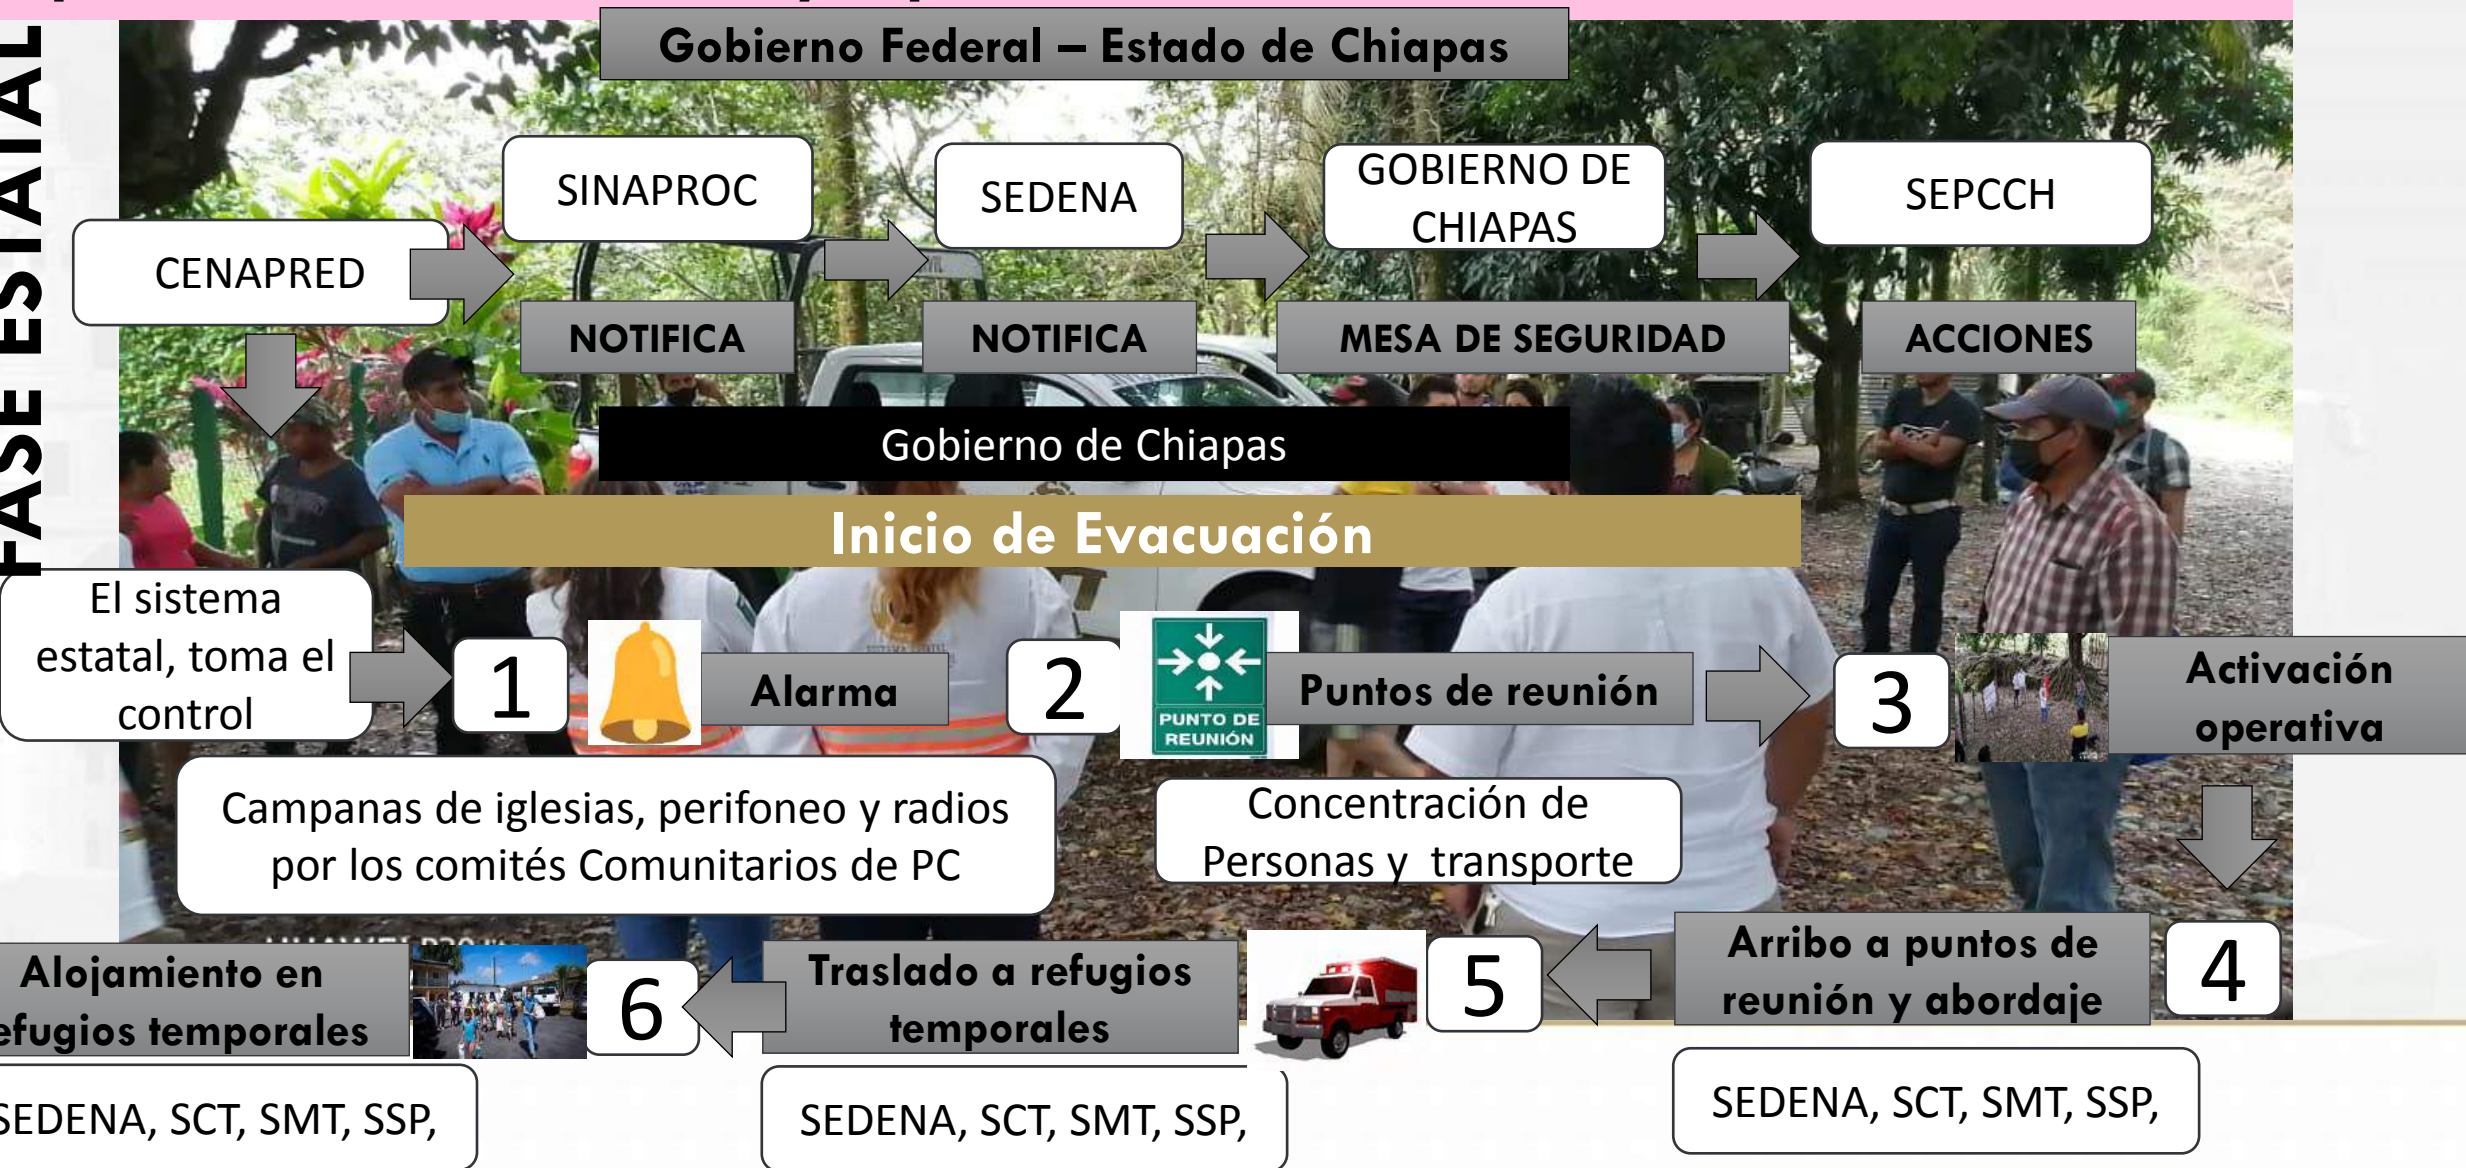 FASE ESTATAL
Gobierno Federal – Estado de Chiapas
CENAPRED
SINAPROC
SEDENA
GOBIERNO DE
CHIAPAS
SEPCCH
NOTIFICA
NOTIFICA
MESA DE SEGURIDAD
ACCIONES
Gobierno de Chiapas
Inicio de Evacuación
El sistema
estatal, toma el
control
1
Alarma
2
PUNTO DE
REUNIÓN
Puntos de reunión
3
Activación
operativa
Campanas de iglesias, perifoneo y radios
por los comités Comunitarios de PC
Concentración de
Personas y  transporte
4
Arribo a puntos de
reunión y abordaje
SEDENA, SCT, SMT, SSP,
5
Traslado a refugios
temporales
SEDENA, SCT, SMT, SSP,
6
Alojamiento en
efugios temporales
SEDENA, SCT, SMT, SSP,